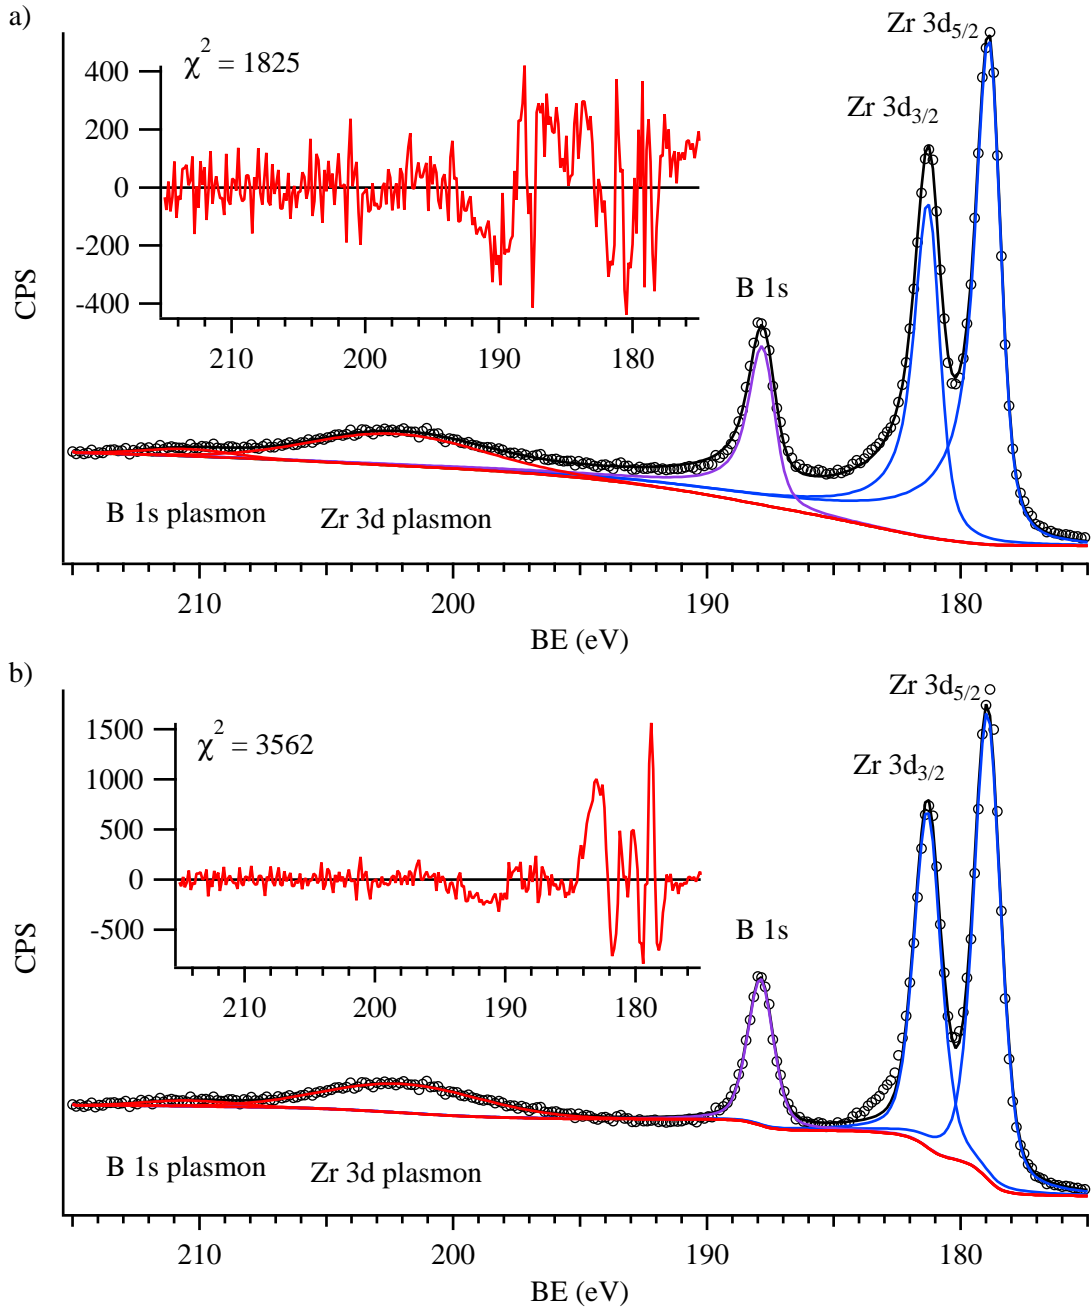 a)
Zr 3d5/2
χ2 = 1825
400
200
0
-200
-400
210
200
190
180
Zr 3d3/2
B 1s
CPS
B 1s plasmon
Zr 3d plasmon
210
200
190
180
BE (eV)
b)
Zr 3d5/2
χ2 = 3562
1500
1000
500
0
-500
210
200
190
180
Zr 3d3/2
B 1s
CPS
B 1s plasmon
Zr 3d plasmon
210
200
190
180
BE (eV)